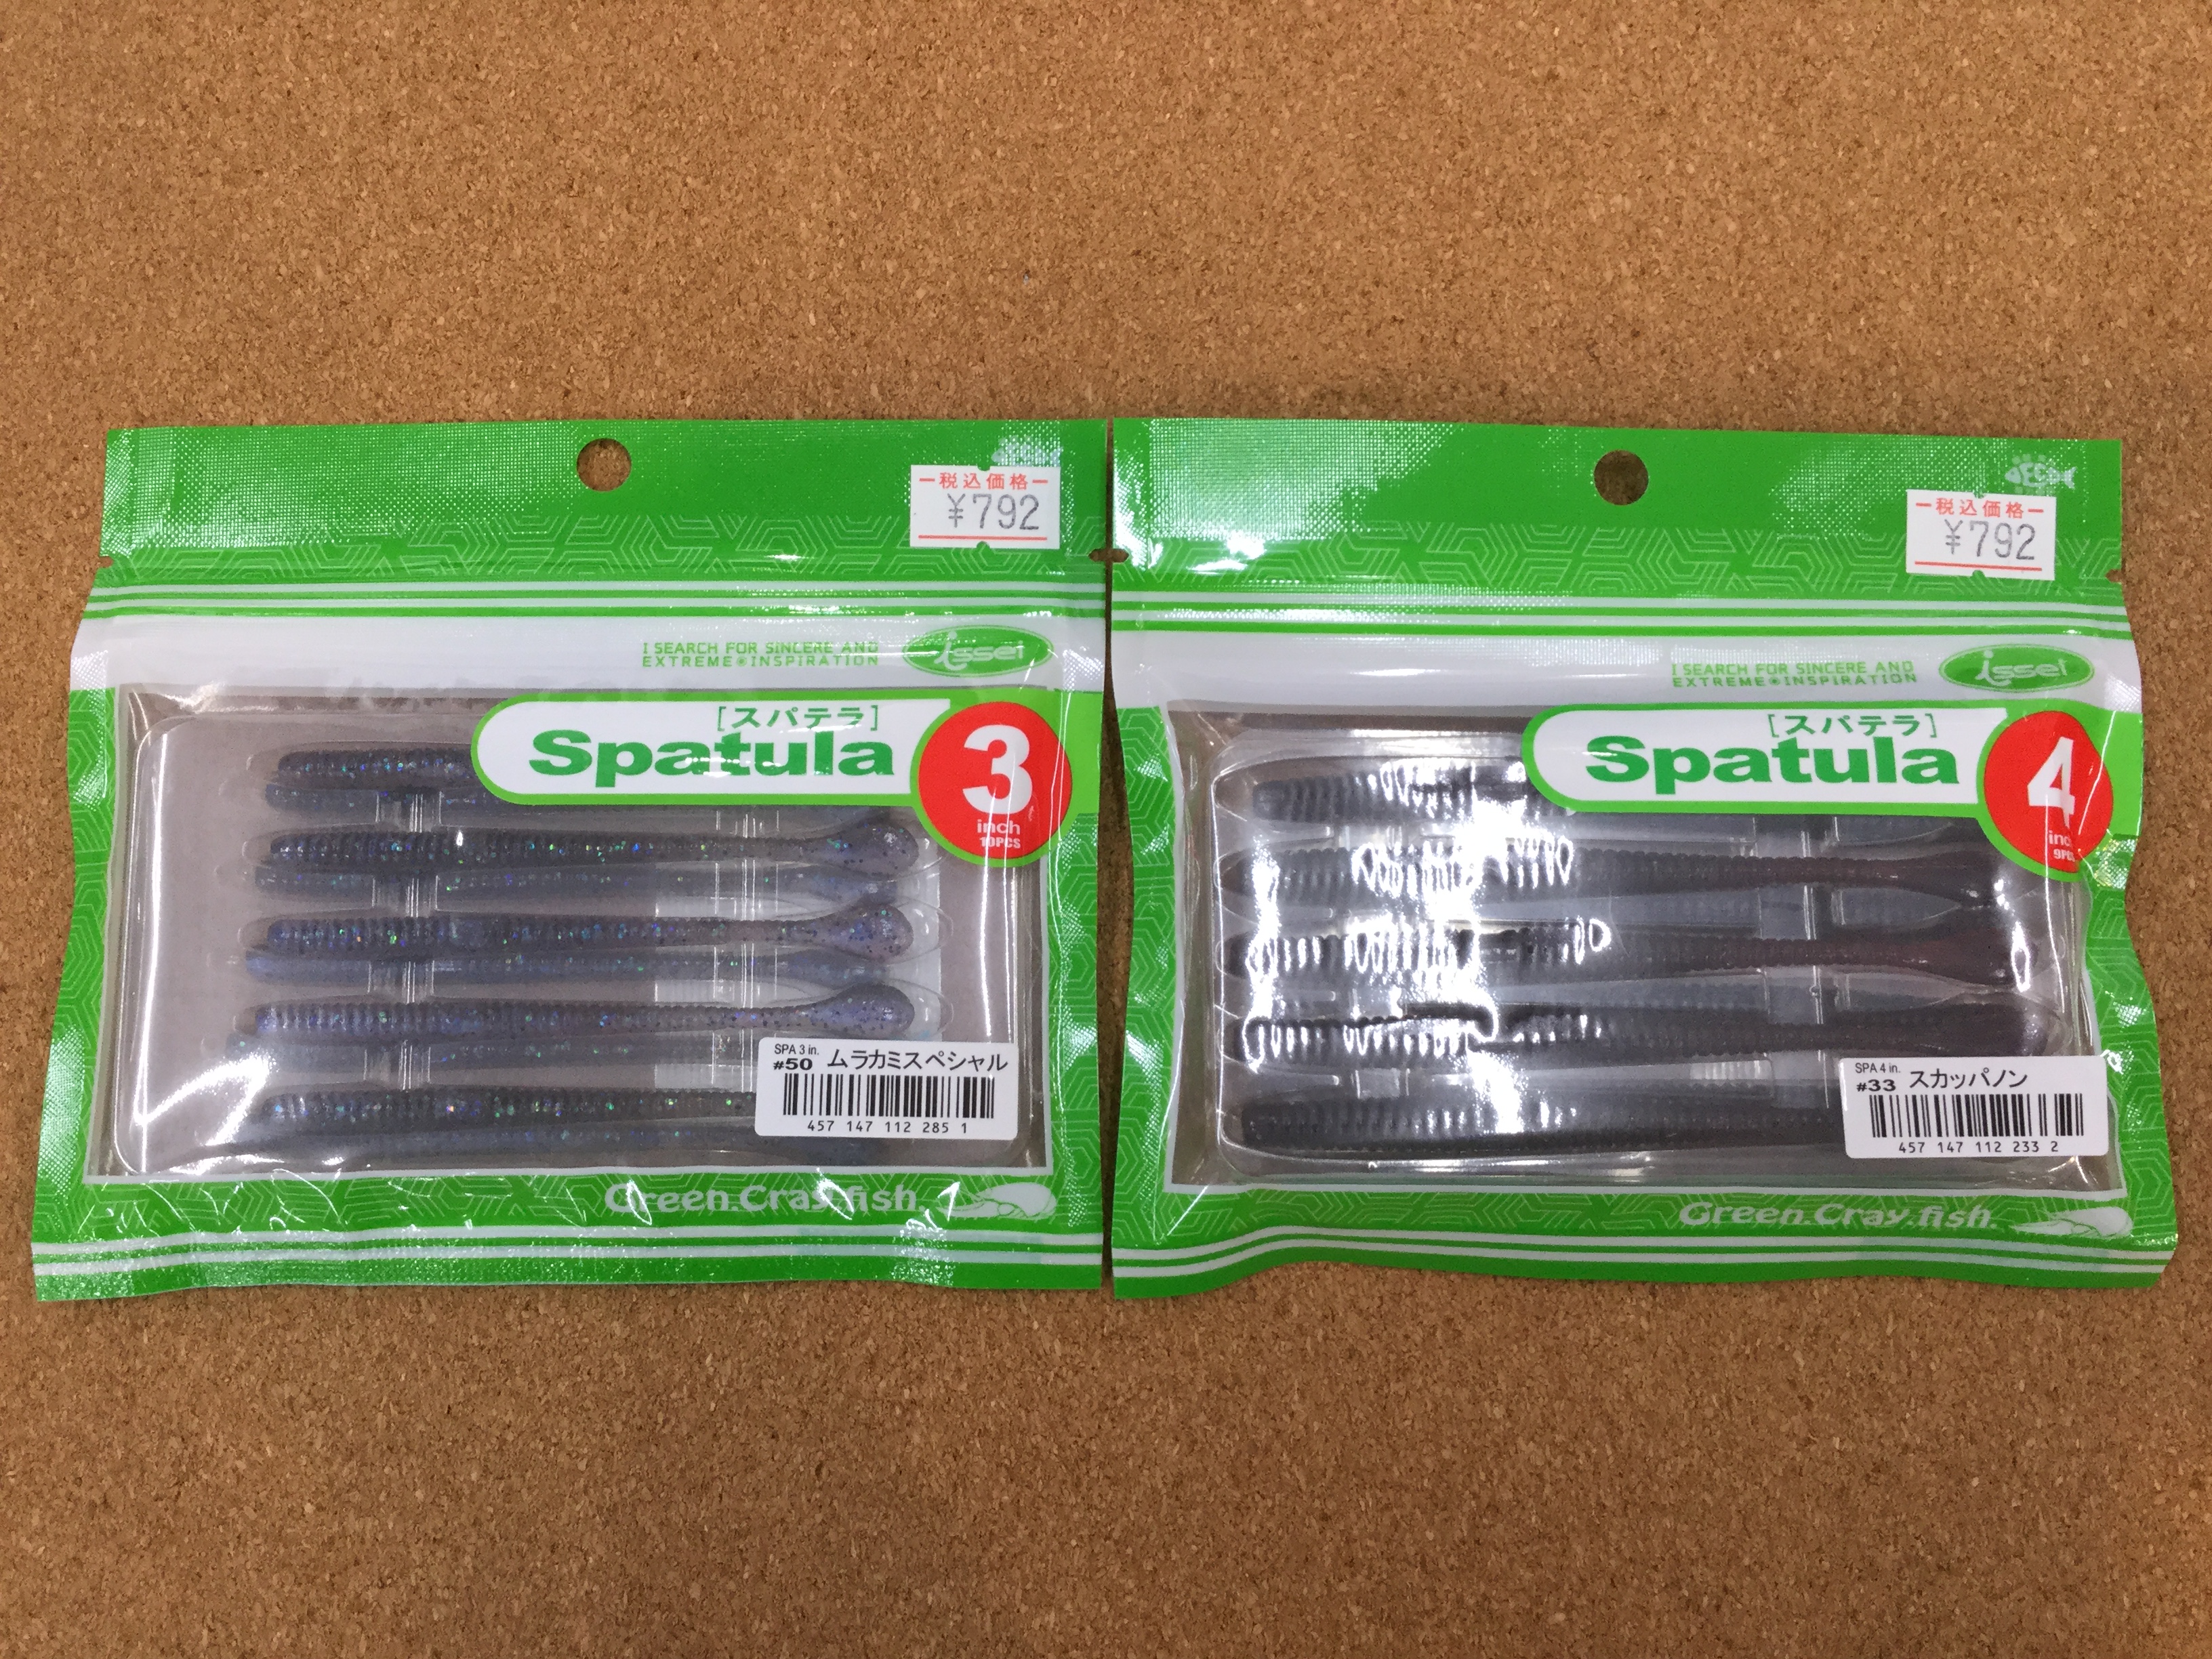 税込価格
¥792
I SEARCH FOR SINCERE AND
EXTREME INSPIRATION
issei
[スパテラ]
Spatula
3
inch
10PCS
SPA 3 in.
#50 ムラカミスペシャル
457 147 112 285 1
Green.Cray.fish.
税込価格
¥792
I SEARCH FOR SINCERE AND
EXTREME INSPIRATION
issei
[スパテラ]
Spatula
4
SPA 4 in.
#33 スカッパノン
457 147 112 233 2
Green.Cray.fish.